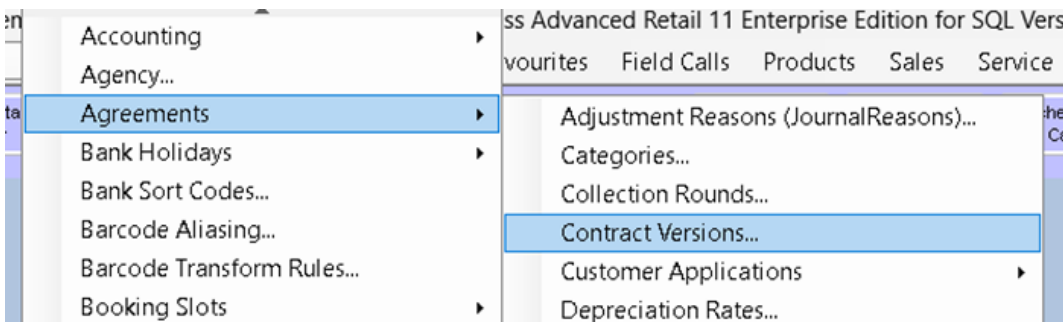 ss Advanced Retail 11 Enterprise Edition for SQL Vers
vourites Field Calls Products Sales Service
Accounting
Agency...
Agreements
Bank Holidays
Bank Sort Codes...
Barcode Aliasing...
Barcode Transform Rules...
Booking Slots
Adjustment Reasons (JournalReasons)...
Categories...
Collection Rounds...
Contract Versions...
Customer Applications
Depreciation Rates...